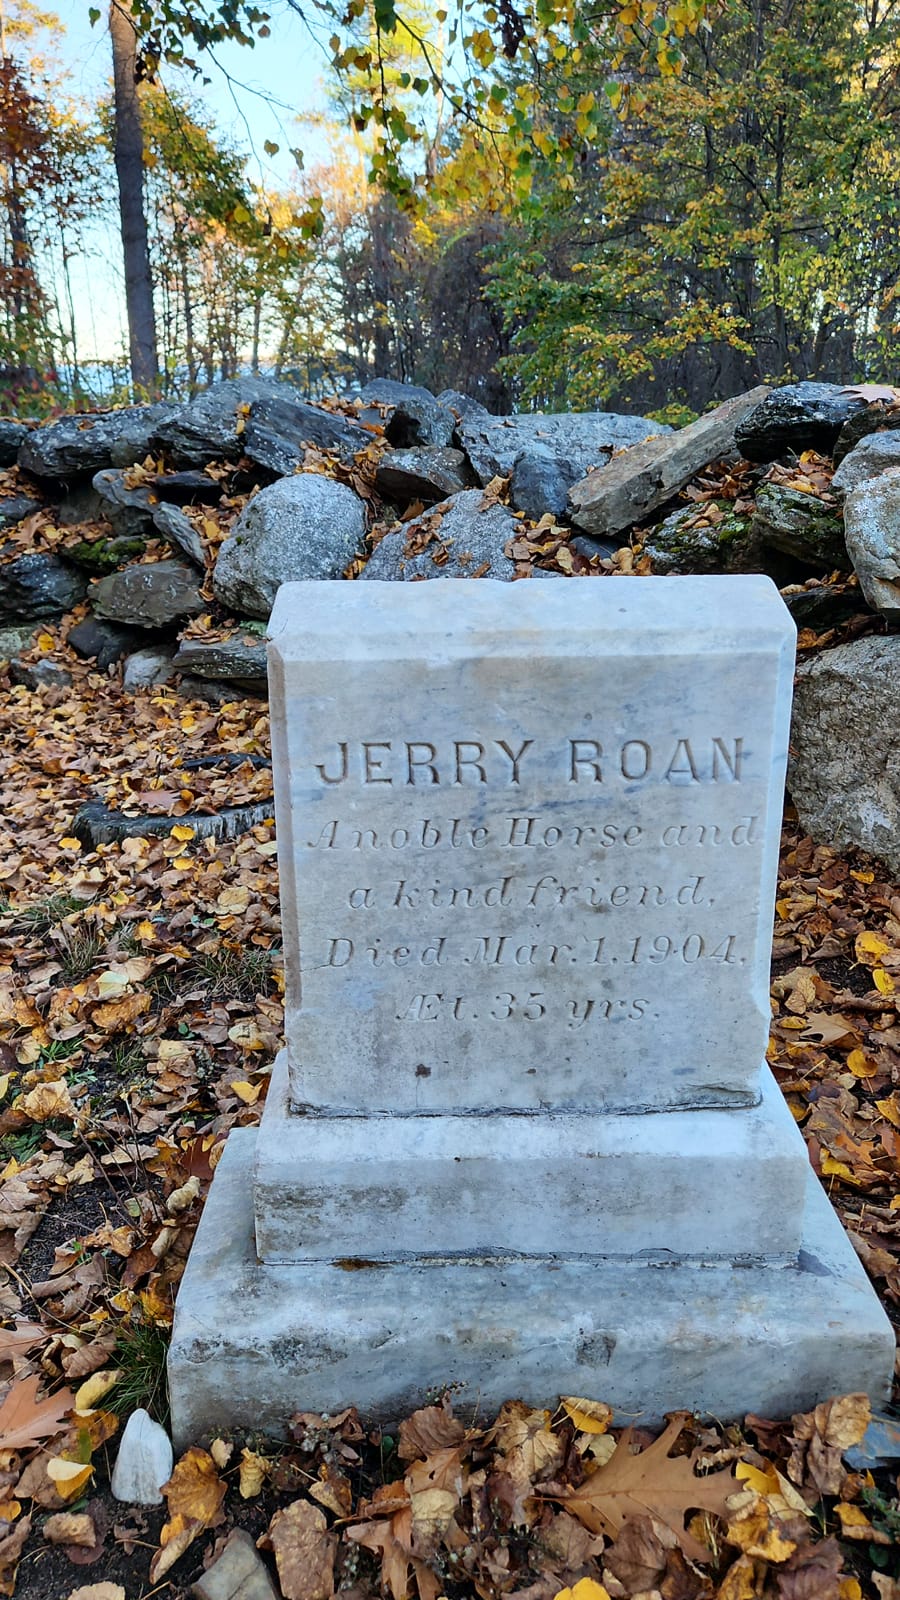 JERRY ROAN
A noble Horse and
a kind friend,
Died Mar. 1, 1904,
Æt. 35 yrs.